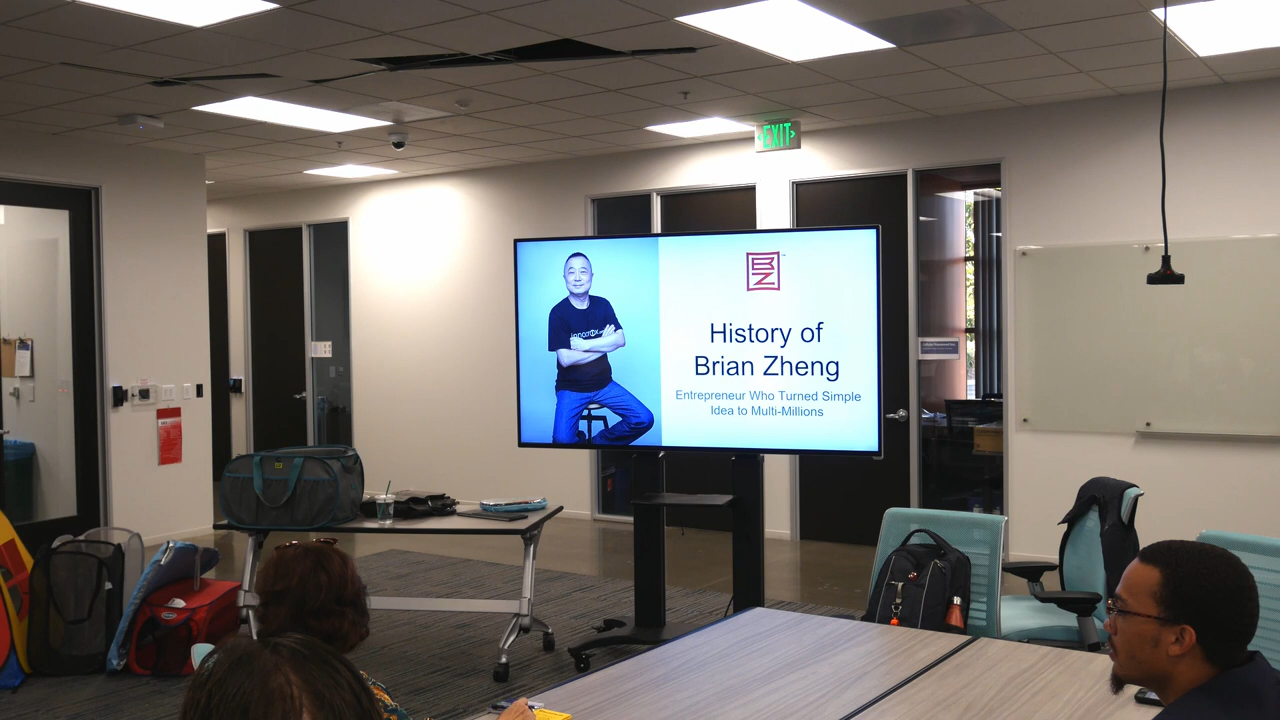 EXIT
BZ
History of
Brian Zheng
Entrepreneur Who Turned Simple
Idea to Multi-Millions